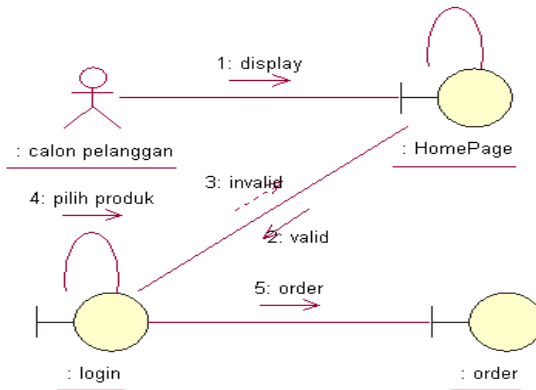 1: display
: calon pelanggan
: HomePage
3: invalid
4: pilih produk
2: valid
5: order
: login
: order